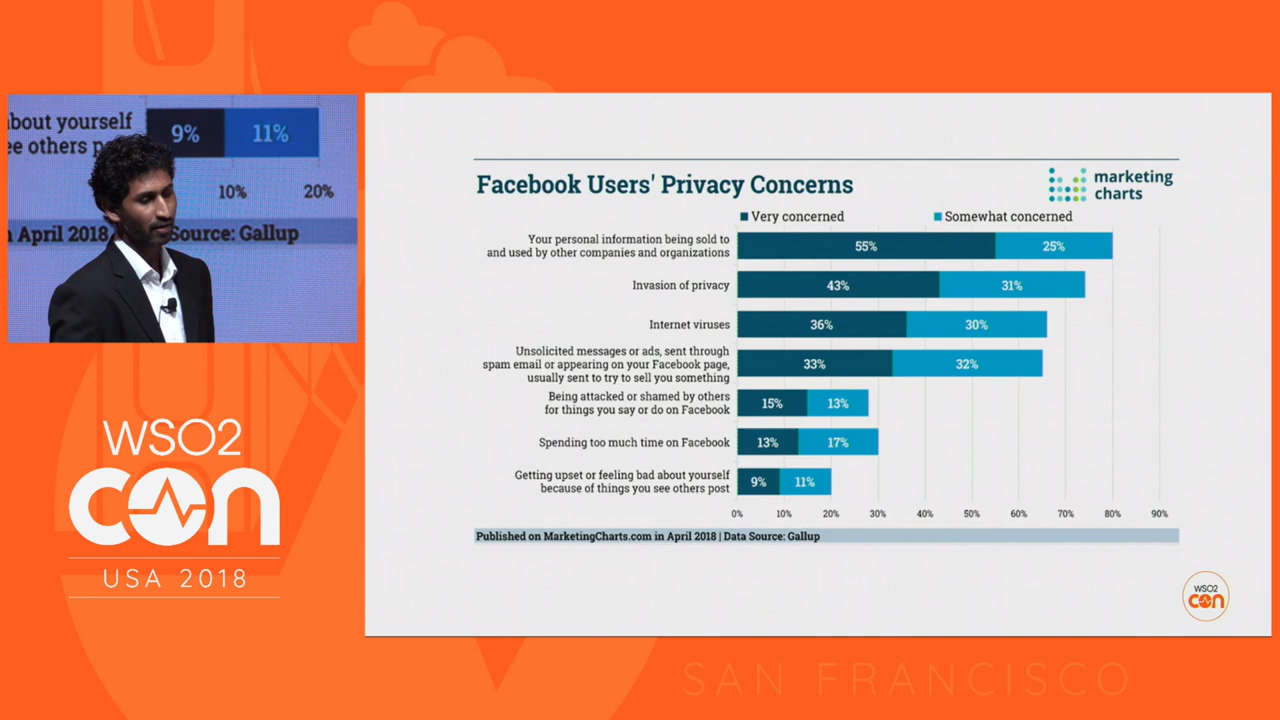 bout yourself
ee others p
9%
11%
10%
20%
April 2018
Source: Gallup
WSO2
con
USA 2018
Facebook Users' Privacy Concerns
marketing
charts
Very concerned
Somewhat concerned
Your personal information being sold to
and used by other companies and organizations
55%
25%
Invasion of privacy
43%
31%
Internet viruses
36%
30%
Unsolicited messages or ads, sent through
spam email or appearing on your Facebook page,
usually sent to try to sell you something
33%
32%
Being attacked or shamed by others
for things you say or do on Facebook
15%
13%
Spending too much time on Facebook
13%
17%
Getting upset or feeling bad about yourself
because of things you see others post
9%
11%
0% 10% 20% 30% 40% 50% 60% 70% 80% 90%
Published on MarketingCharts.com in April 2018 | Data Source: Gallup
WSO2
con
SAN FRANCISCO